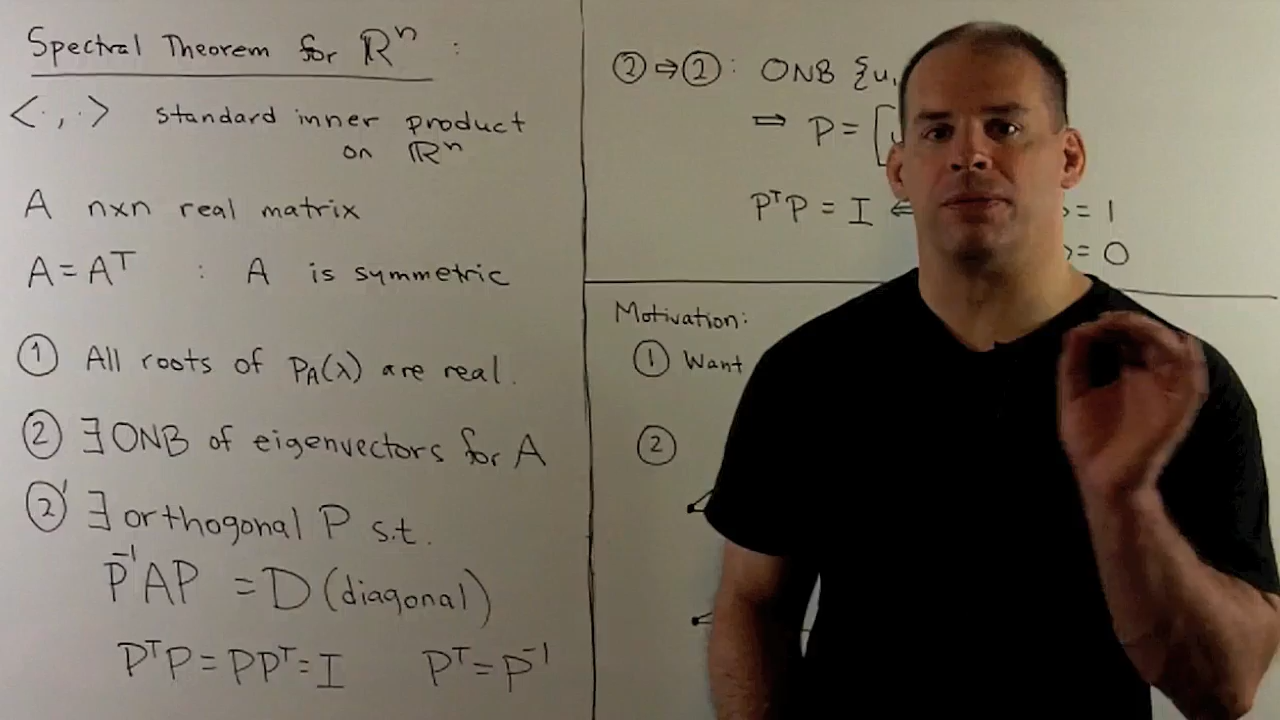 Spectral Theorem for ℝⁿ :
<·,·> standard inner product
on ℝⁿ
A nxn real matrix
A = Aᵀ : A is symmetric
① All roots of p_A(λ) are real.
② ∃ ONB of eigenvectors for A
②' ∃ orthogonal P s.t.
P⁻¹AP = D (diagonal)
PᵀP = PPᵀ = I Pᵀ = P⁻¹
② ⇒ ②: ONB {u₁
⇒ P = [
PᵀP = I ⇐ > = 1
> = 0
Motivation:
① Want
②